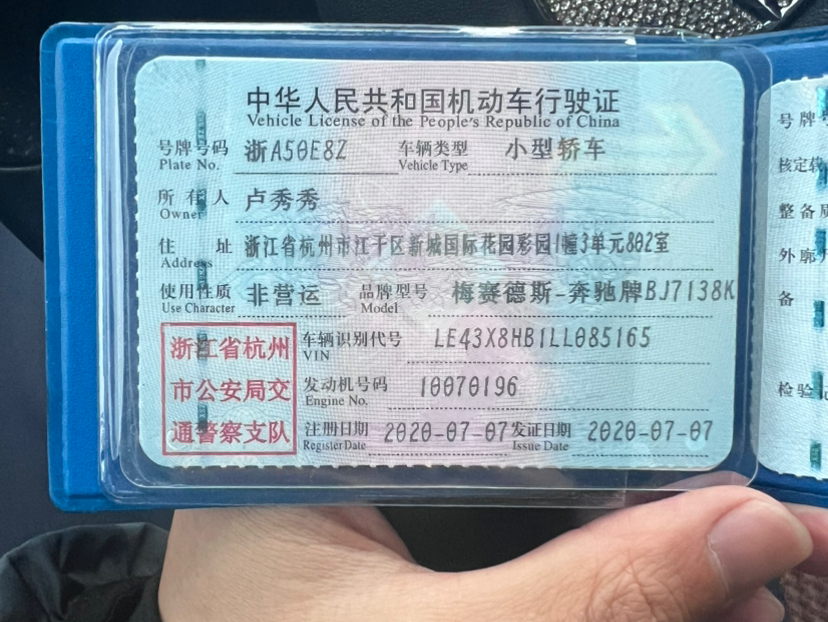 中华人民共和国机动车行驶证
Vehicle License of the People's Republic of China
号牌号码 浙A50E8Z 车辆类型 小型轿车
Plate No. Vehicle Type
所有人 卢秀秀
Owner
住址 浙江省杭州市江干区新城国际花园彩园1幢3单元802室
Address
使用性质 非营运 品牌型号 梅赛德斯-奔驰牌BJ7138K
Use Character Model
浙江省杭州 车辆识别代号 LE43X8HB1LL085165
VIN
市公安局交 发动机号码 10070196
Engine No.
通警察支队 注册日期 2020-07-07 发证日期 2020-07-07
Register Date Issue Date
号牌
核定载
整备质
外廓
备
检验记